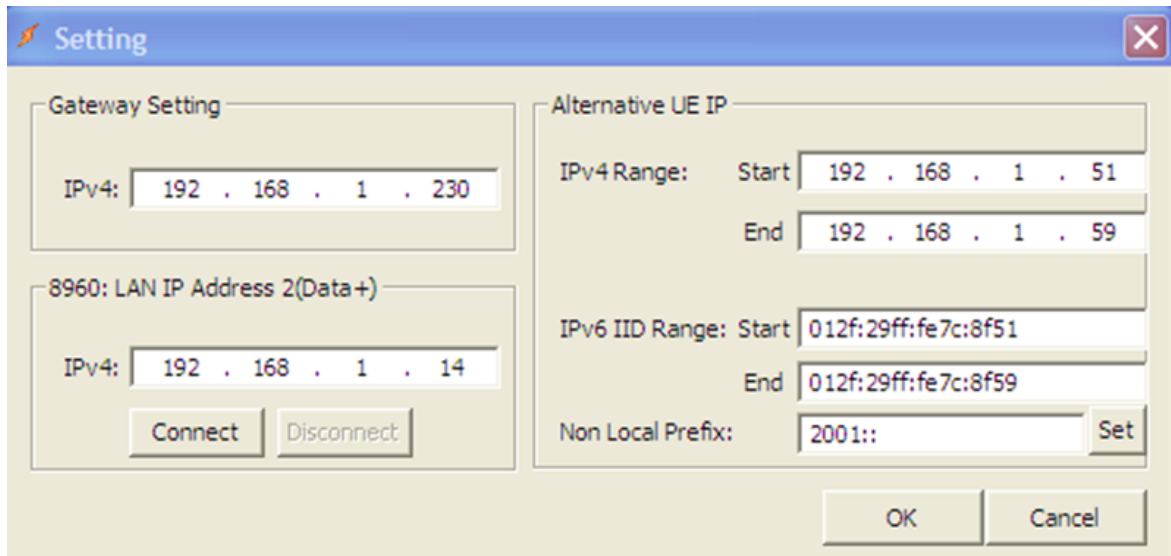 Setting
Gateway Setting
IPv4: 192 . 168 . 1 . 230
8960: LAN IP Address 2(Data+)
IPv4: 192 . 168 . 1 . 14
Connect Disconnect
Alternative UE IP
IPv4 Range: Start 192 . 168 . 1 . 51
End 192 . 168 . 1 . 59
IPv6 IID Range: Start 012f:29ff:fe7c:8f51
End 012f:29ff:fe7c:8f59
Non Local Prefix: 2001:: Set
OK Cancel